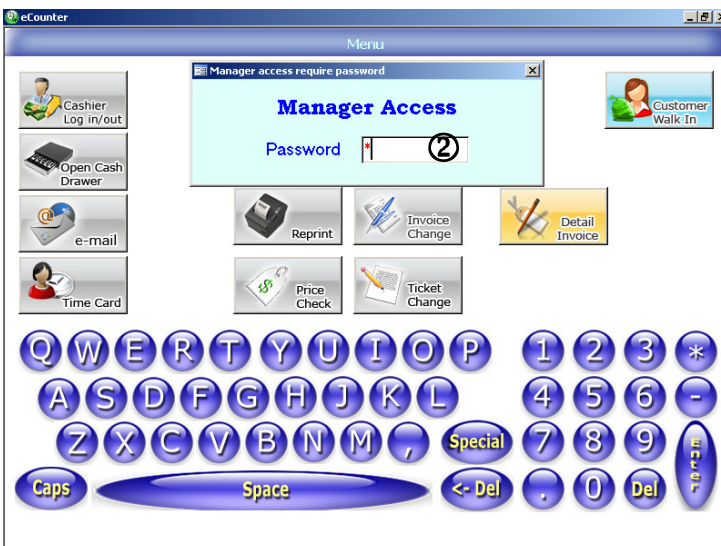 eCounter
Menu
Manager access require password
Manager Access
Password * ②
Cashier
Log in/out
Customer
Walk In
Open Cash
Drawer
e-mail
Reprint
Invoice
Change
Detail
Invoice
Time Card
Price
Check
Ticket
Change
Q W E R T Y U I O P 1 2 3 *
A S D F G H J K L 4 5 6 -
Z X C V B N M , Special 7 8 9 Enter
Caps Space <- Del . 0 Del